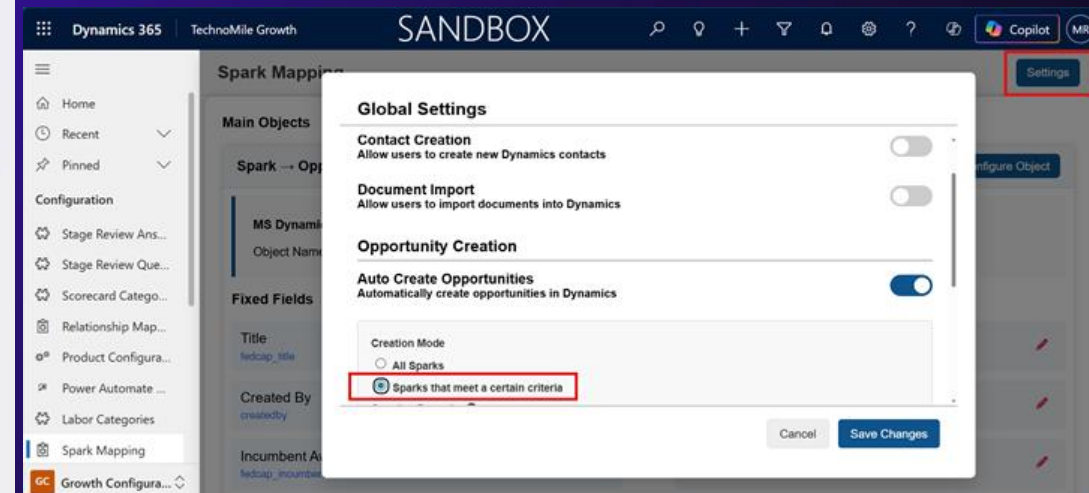 Dynamics 365 TechnoMile Growth SANDBOX Copilot MR
Spark Mapping Settings
Home
Recent
Pinned
Configuration
Stage Review Ans...
Stage Review Que...
Scorecard Catego...
Relationship Map...
Product Configura...
Power Automate ...
Labor Categories
Spark Mapping
GC Growth Configura...
Main Objects
Spark → Opp
Configure Object
MS Dynami
Object Name
Fixed Fields
Title
fedcap_title
Created By
createdby
Incumbent Aw
fedcap_incumben
Global Settings
Contact Creation
Allow users to create new Dynamics contacts
Document Import
Allow users to import documents into Dynamics
Opportunity Creation
Auto Create Opportunities
Automatically create opportunities in Dynamics
Creation Mode
All Sparks
Sparks that meet a certain criteria
Cancel Save Changes